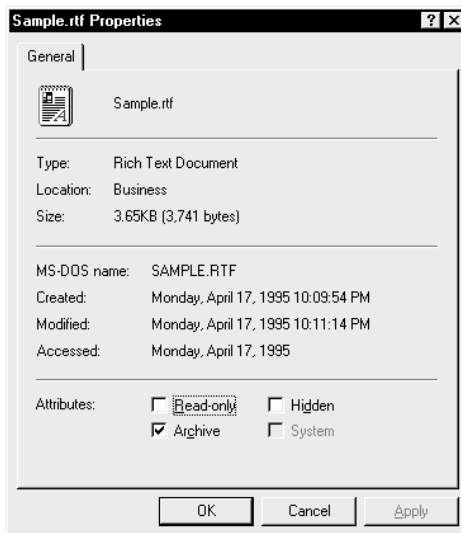 Sample.rtf Properties ? X
General
Sample.rtf
Type: Rich Text Document
Location: Business
Size: 3.65KB (3,741 bytes)
MS-DOS name: SAMPLE.RTF
Created: Monday, April 17, 1995 10:09:54 PM
Modified: Monday, April 17, 1995 10:11:14 PM
Accessed: Monday, April 17, 1995
Attributes: Read-only Hidden
Archive System
OK Cancel Apply